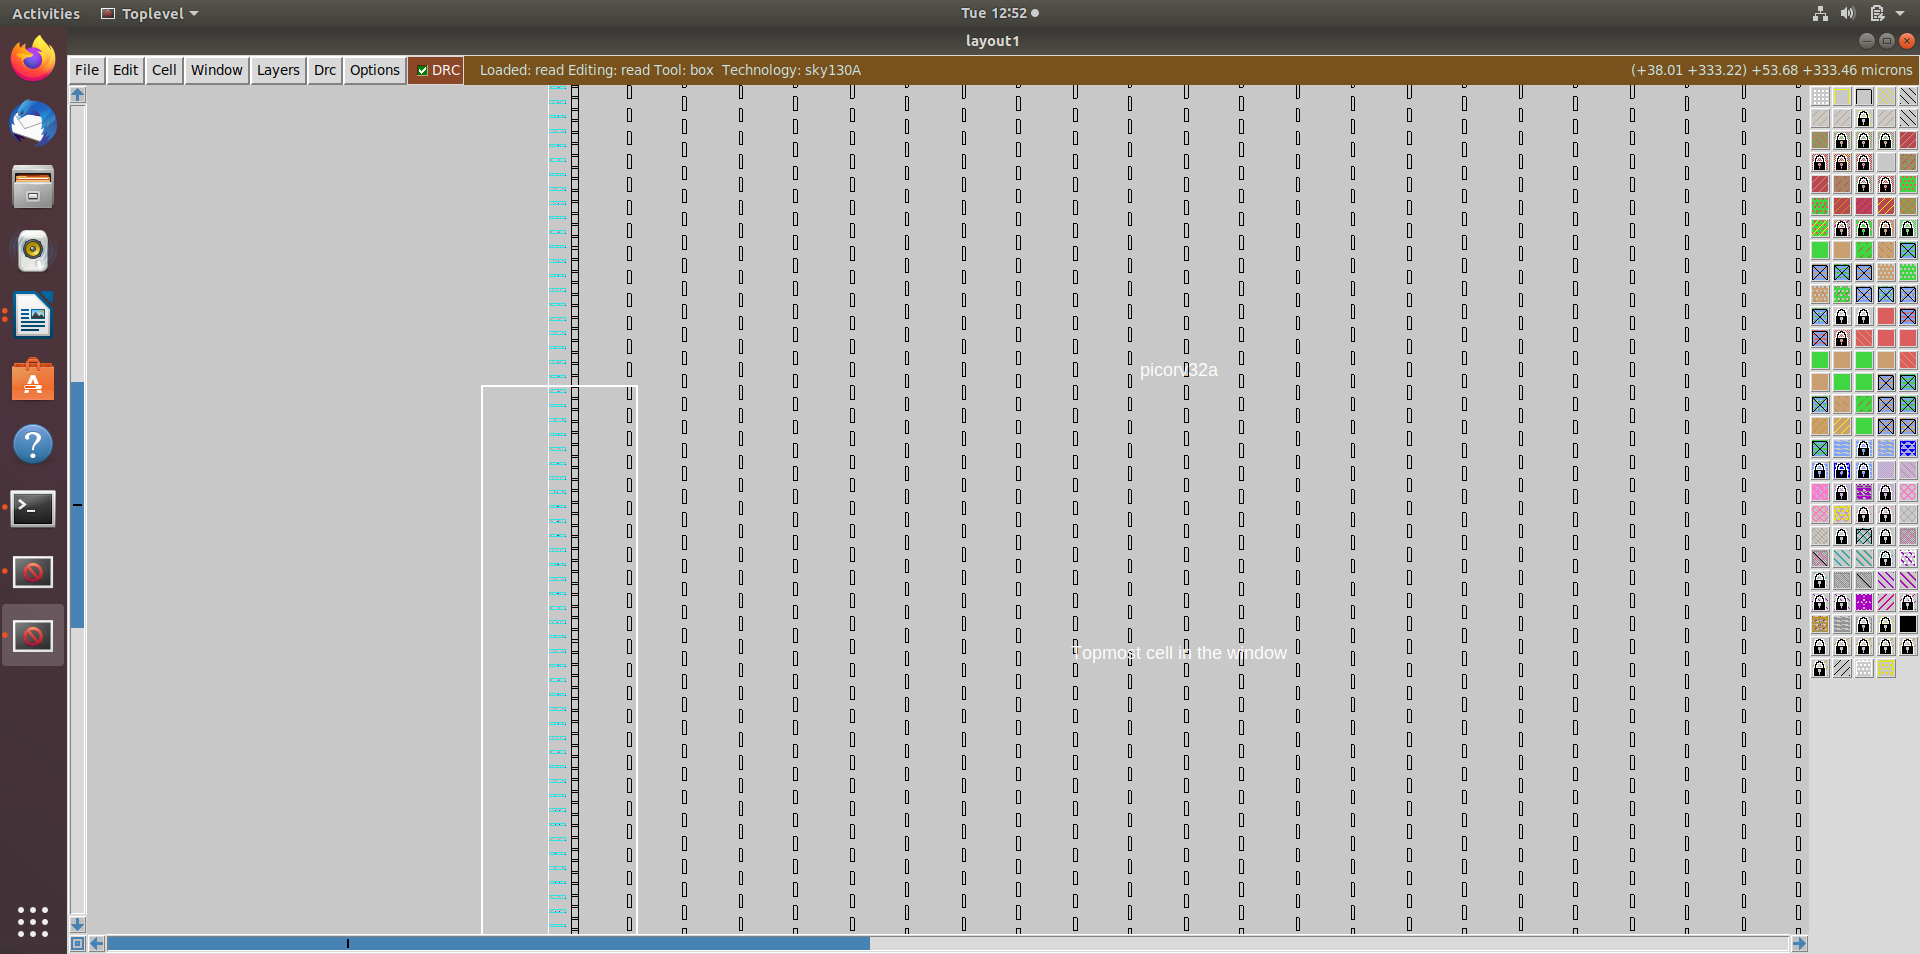 Activities Toplevel Tue 12:52
layout1
File Edit Cell Window Layers Drc Options DRC Loaded: read Editing: read Tool: box Technology: sky130A (+38.01 +333.22) +53.68 +333.46 microns
picorv32a
Topmost cell in the window